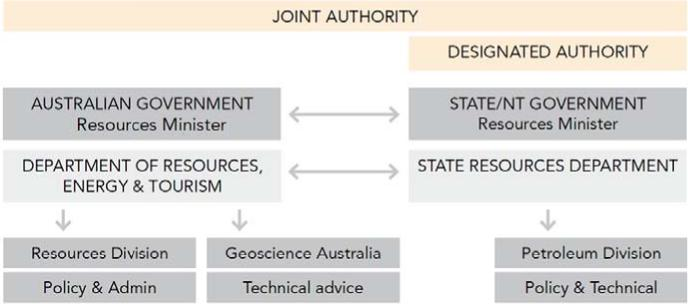 JOINT AUTHORITY
DESIGNATED AUTHORITY
AUSTRALIAN GOVERNMENT
Resources Minister
STATE/NT GOVERNMENT
Resources Minister
DEPARTMENT OF RESOURCES,
ENERGY & TOURISM
STATE RESOURCES DEPARTMENT
Resources Division
Geoscience Australia
Petroleum Division
Policy & Admin
Technical advice
Policy & Technical